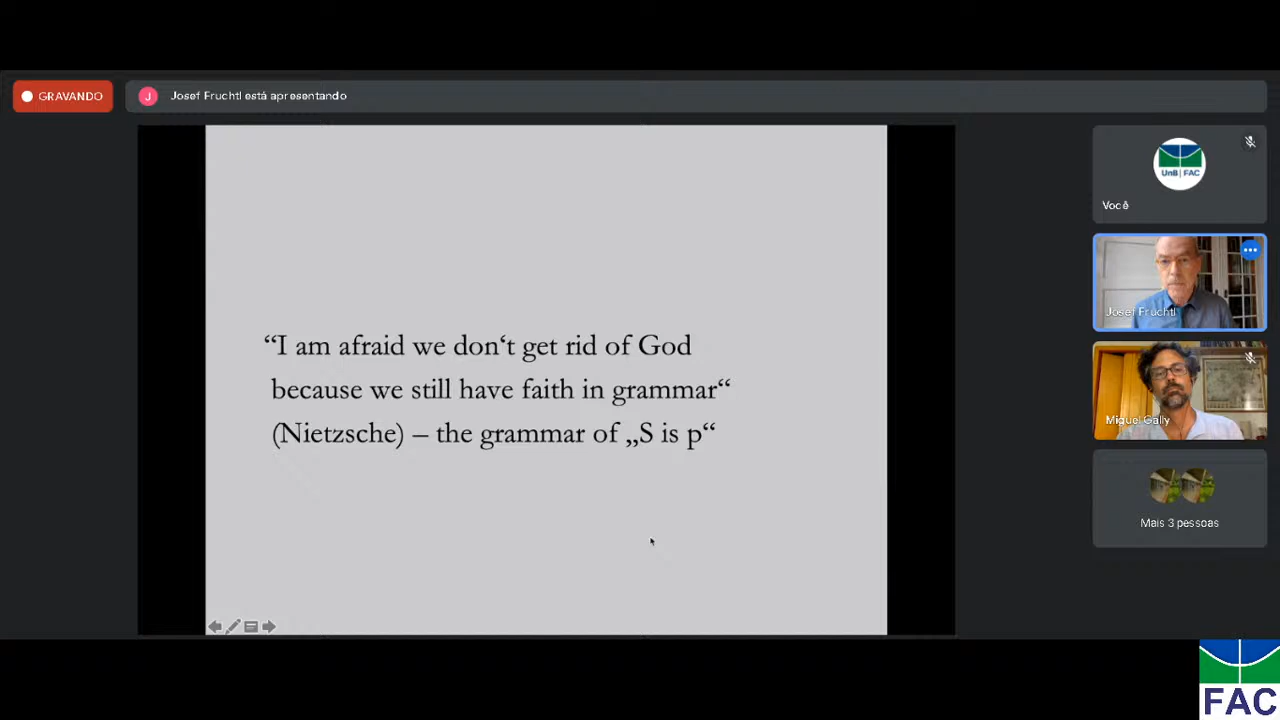 GRAVANDO
J
Josef Fruchtl está apresentando
UnB | FAC
Você
Josef Fruchtl
Miguel Gally
Mais 3 pessoas
“I am afraid we don‘t get rid of God
because we still have faith in grammar“
(Nietzsche) – the grammar of „S is p“
FAC